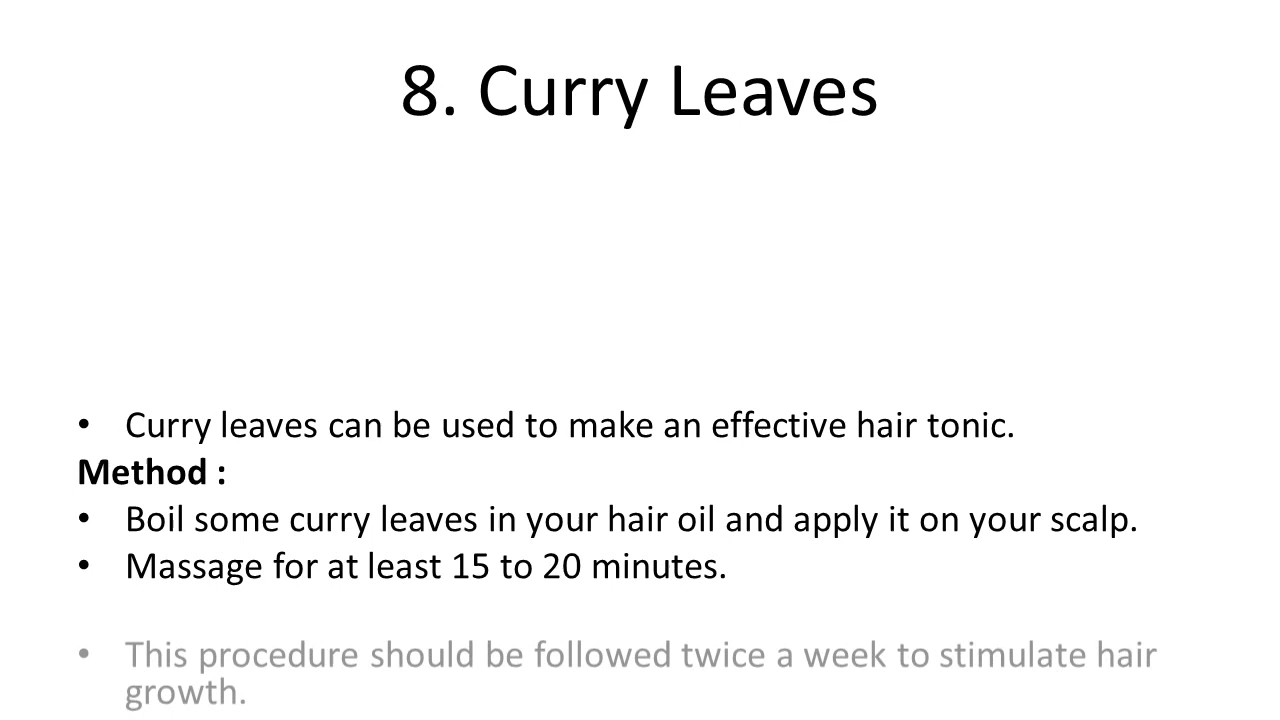 8. Curry Leaves
• Curry leaves can be used to make an effective hair tonic.
Method :
• Boil some curry leaves in your hair oil and apply it on your scalp.
• Massage for at least 15 to 20 minutes.
• This procedure should be followed twice a week to stimulate hair
growth.